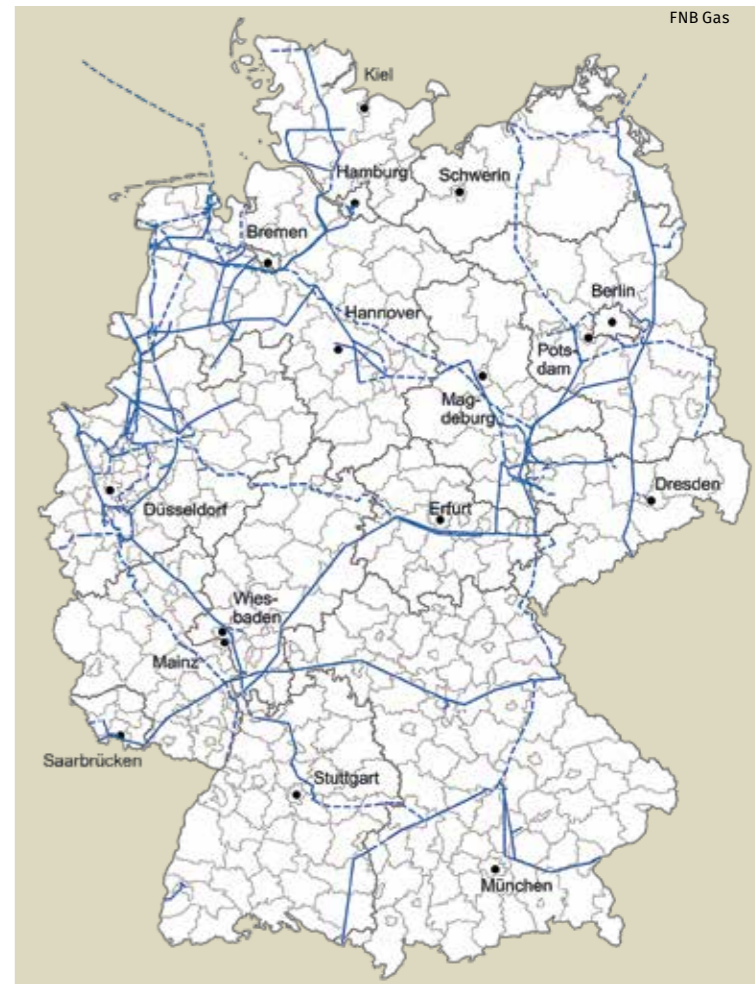 FNB Gas
Kiel
Hamburg
Schwerin
Bremen
Berlin
Hannover
Pots-
dam
Mag-
deburg
Dresden
Düsseldorf
Erfurt
Wies-
baden
Mainz
Saarbrücken
Stuttgart
München